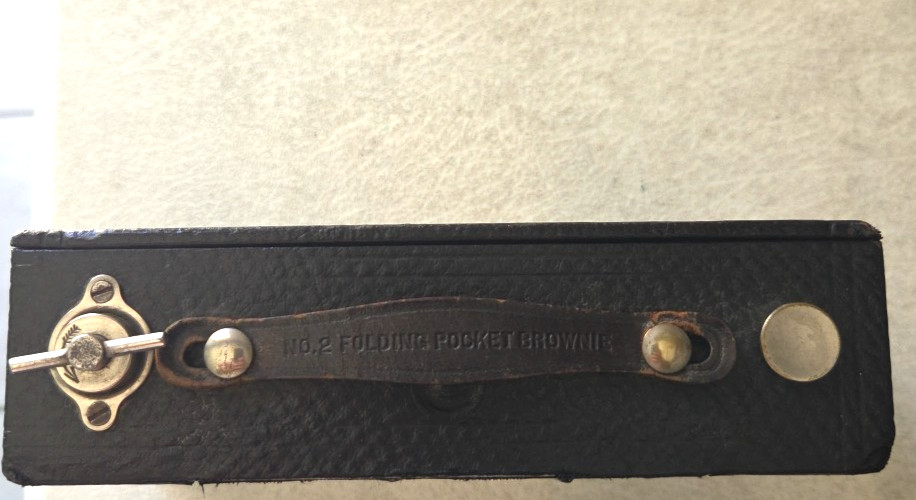 NO.2 FOLDING POCKET BROWNIE